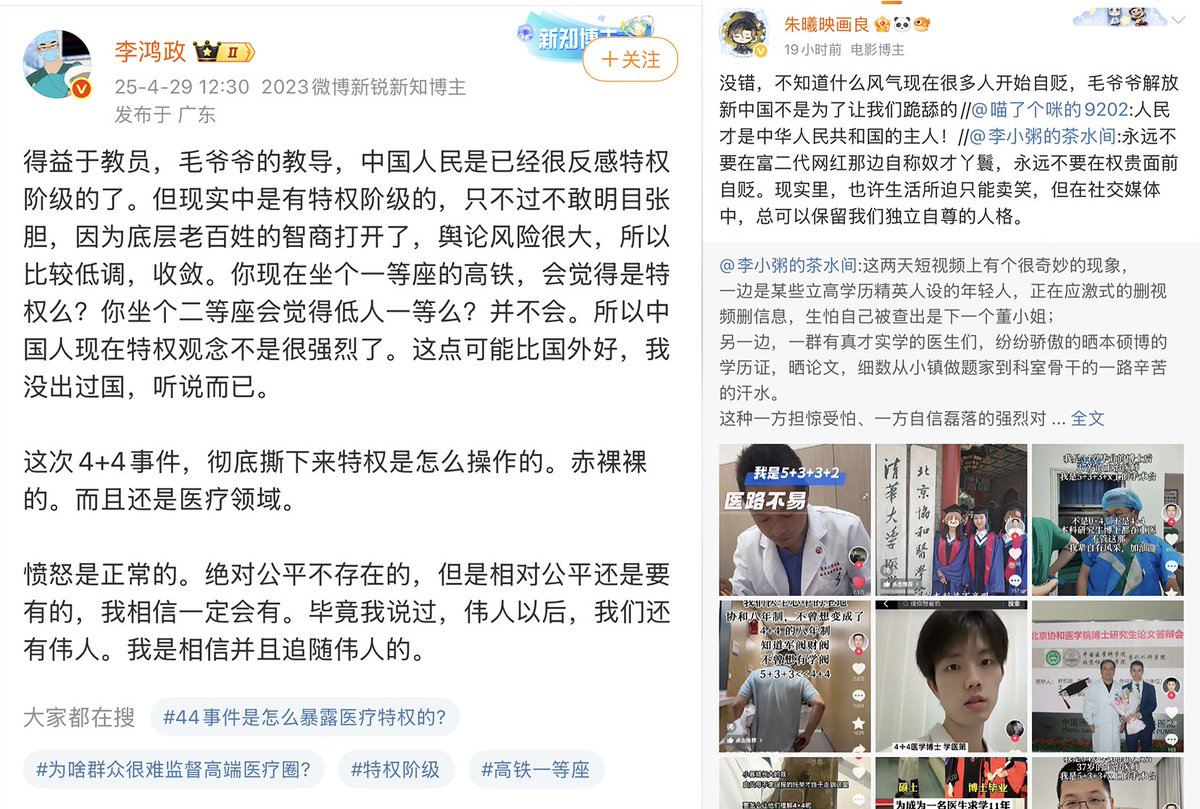 李鸿政
II
新知博主
+关注
25-4-29 12:30 2023微博新锐新知博主
发布于 广东
得益于教员，毛爷爷的教导，中国人民是已经很反感特权
阶级的了。但现实中是有特权阶级的，只不过不敢明目张
胆，因为底层老百姓的智商打开了，舆论风险很大，所以
比较低调，收敛。你现在坐个一等座的高铁，会觉得是特
权么？你坐个二等座会觉得低人一等么？并不会。所以中
国人现在特权观念不是很强烈了。这点可能比国外好，我
没出过国，听说而已。
这次4+4事件，彻底撕下来特权是怎么操作的。赤裸裸
的。而且还是医疗领域。
愤怒是正常的。绝对公平不存在的，但是相对公平还是要
有的，我相信一定会有。毕竟我说过，伟人以后，我们还
有伟人。我是相信并且追随伟人的。
大家都在搜
#44事件是怎么暴露医疗特权的?
#为啥群众很难监督高端医疗圈?
#特权阶级
#高铁一等座
朱曦映画良
19小时前 电影博主
没错，不知道什么风气现在很多人开始自贬，毛爷爷解放
新中国不是为了让我们跪舔的//@喵了个咪的9202:人民
才是中华人民共和国的主人！//@李小粥的茶水间:永远不
要在富二代网红那边自称奴才丫鬟，永远不要在权贵面前
自贬。现实里，也许生活所迫只能卖笑，但在社交媒体
中，总可以保留我们独立自尊的人格。
@李小粥的茶水间:这两天短视频上有个很奇妙的现象，
一边是某些立高学历精英人设的年轻人，正在应激式的删视
频删信息，生怕自己被查出是下一个董小姐；
另一边，一群有真才实学的医生们，纷纷骄傲的晒本硕博的
学历证，晒论文，细数从小镇做题家到科室骨干的一路辛苦
的汗水。
这种一方担惊受怕、一方自信磊落的强烈对 ... 全文
我是5+3+3+2
医路不易
清华大学医
北京协和医学院
不是0+4，不是4+4
我们医生心中的圣地
协和八年制，不曾想变成了
4+4 的八年制
知道军阀财阀
不曾想有学阀
5+3+3<<4+4
点击推荐
搜索
4+4医学博士 学医第
北京协和医学院博士研究生论文答辩会
硕士
博士毕业
为成为一名医生求学11年
37岁的
我是5+3+3+x